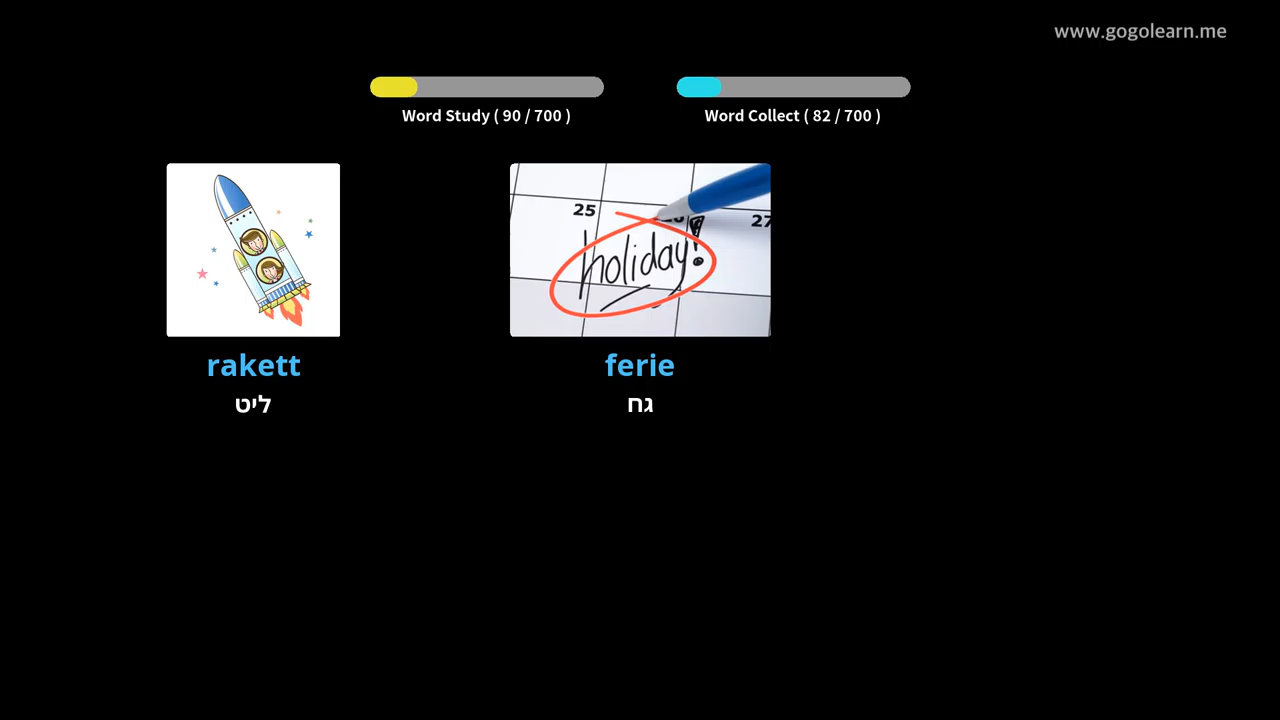 www.gogolearn.me
Word Study ( 90 / 700 )
Word Collect ( 82 / 700 )
25
27
holiday!
rakett
ferie
ליט
גח